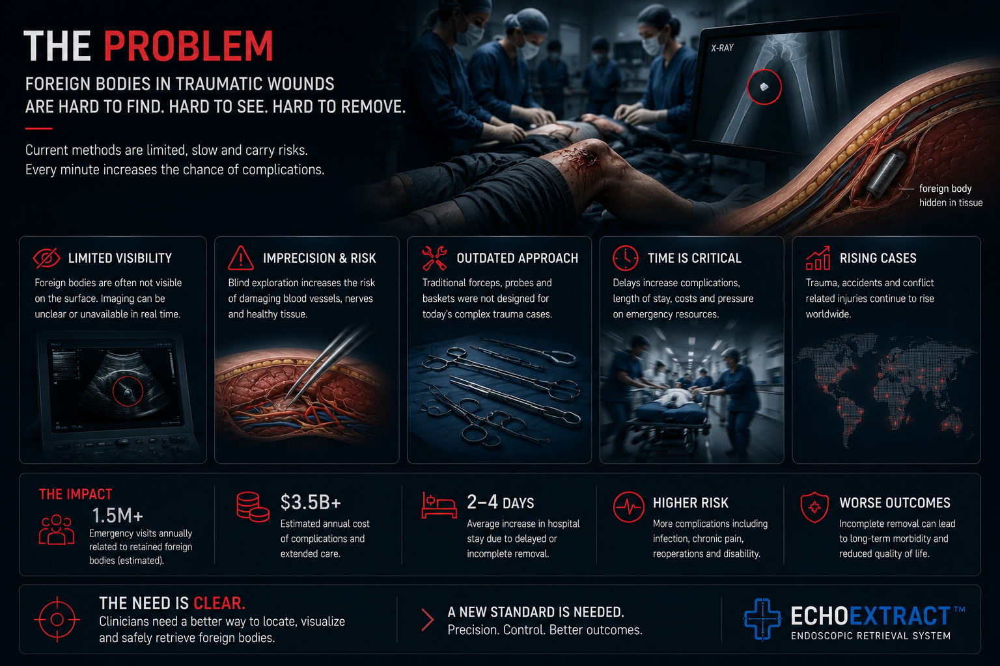 THE PROBLEM
FOREIGN BODIES IN TRAUMATIC WOUNDS
ARE HARD TO FIND. HARD TO SEE. HARD TO REMOVE.
Current methods are limited, slow and carry risks.
Every minute increases the chance of complications.
X-RAY
foreign body
hidden in tissue
LIMITED VISIBILITY
Foreign bodies are often not visible
on the surface. Imaging can be
unclear or unavailable in real time.
IMPRECISION & RISK
Blind exploration increases the risk
of damaging blood vessels, nerves
and healthy tissue.
OUTDATED APPROACH
Traditional forceps, probes and
baskets were not designed for
today's complex trauma cases.
TIME IS CRITICAL
Delays increase complications,
length of stay, costs and pressure
on emergency resources.
RISING CASES
Trauma, accidents and conflict
related injuries continue to rise
worldwide.
THE IMPACT
1.5M+
Emergency visits annually
related to retained foreign
bodies (estimated).
$3.5B+
Estimated annual cost
of complications and
extended care.
2–4 DAYS
Average increase in hospital
stay due to delayed or
incomplete removal.
HIGHER RISK
More complications including
infection, chronic pain,
reoperations and disability.
WORSE OUTCOMES
Incomplete removal can lead
to long-term morbidity and
reduced quality of life.
THE NEED IS CLEAR.
Clinicians need a better way to locate, visualize
and safely retrieve foreign bodies.
A NEW STANDARD IS NEEDED.
Precision. Control. Better outcomes.
ECHOEXTRACT™
ENDOSCOPIC RETRIEVAL SYSTEM